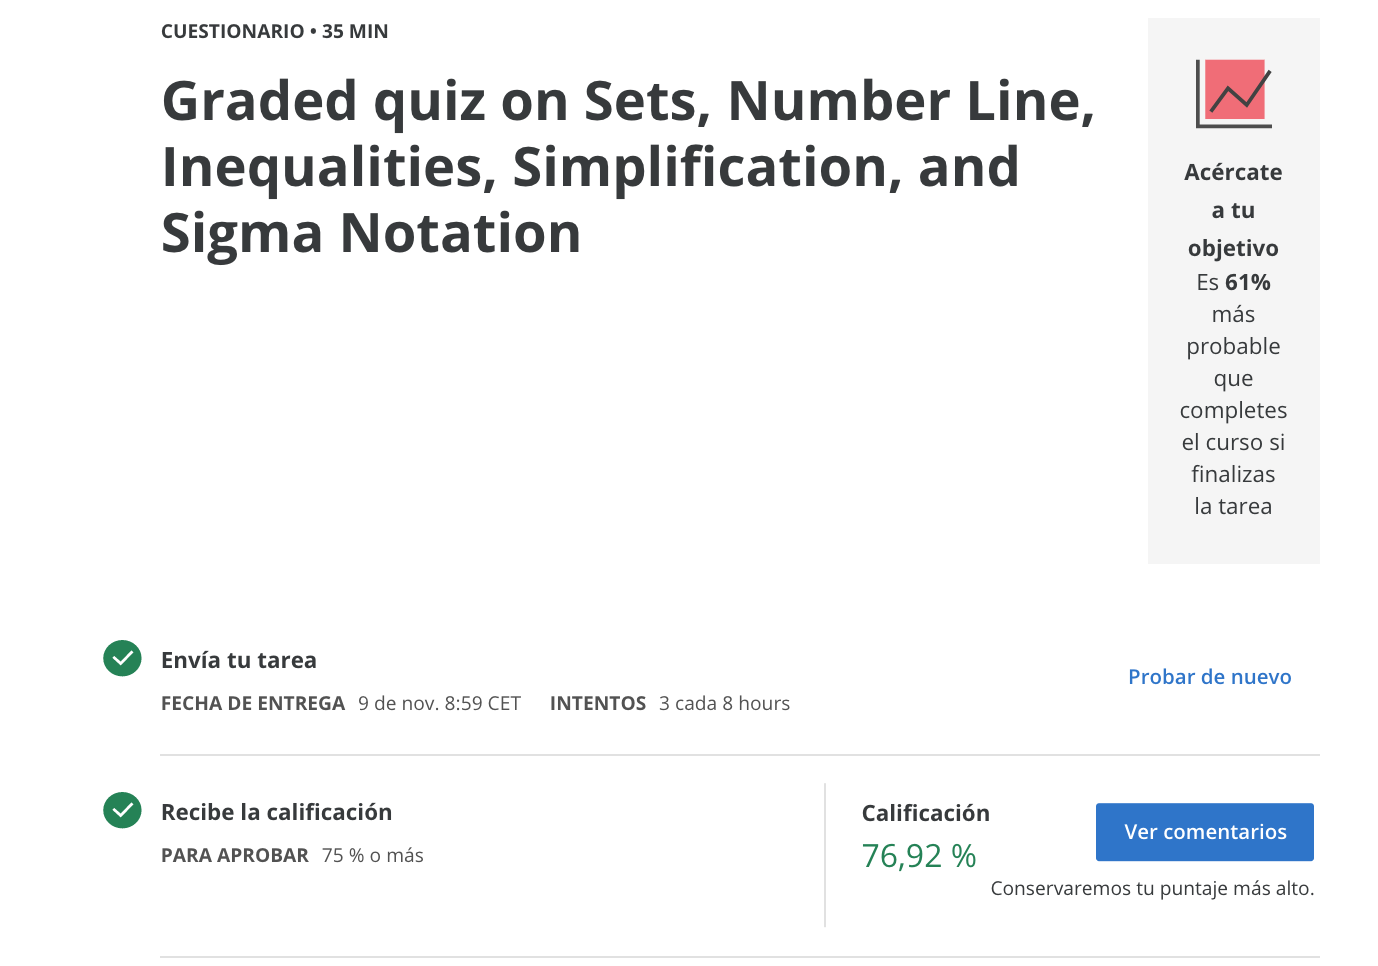 CUESTIONARIO • 35 MIN
Graded quiz on Sets, Number Line,
Inequalities, Simplification, and
Sigma Notation
Acércate
a tu
objetivo
Es 61%
más
probable
que
completes
el curso si
finalizas
la tarea
Envía tu tarea
FECHA DE ENTREGA 9 de nov. 8:59 CET INTENTOS 3 cada 8 hours
Probar de nuevo
Recibe la calificación
PARA APROBAR 75 % o más
Calificación
76,92 %
Ver comentarios
Conservaremos tu puntaje más alto.